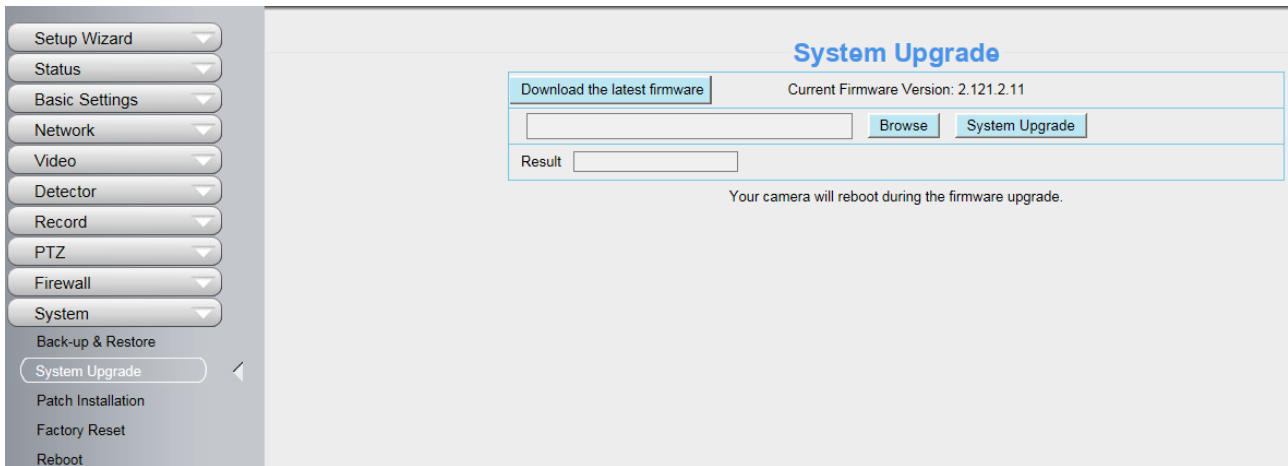 Setup Wizard
Status
Basic Settings
Network
Video
Detector
Record
PTZ
Firewall
System
Back-up & Restore
System Upgrade
Patch Installation
Factory Reset
Reboot
System Upgrade
Download the latest firmware Current Firmware Version: 2.121.2.11
Browse System Upgrade
Result
Your camera will reboot during the firmware upgrade.